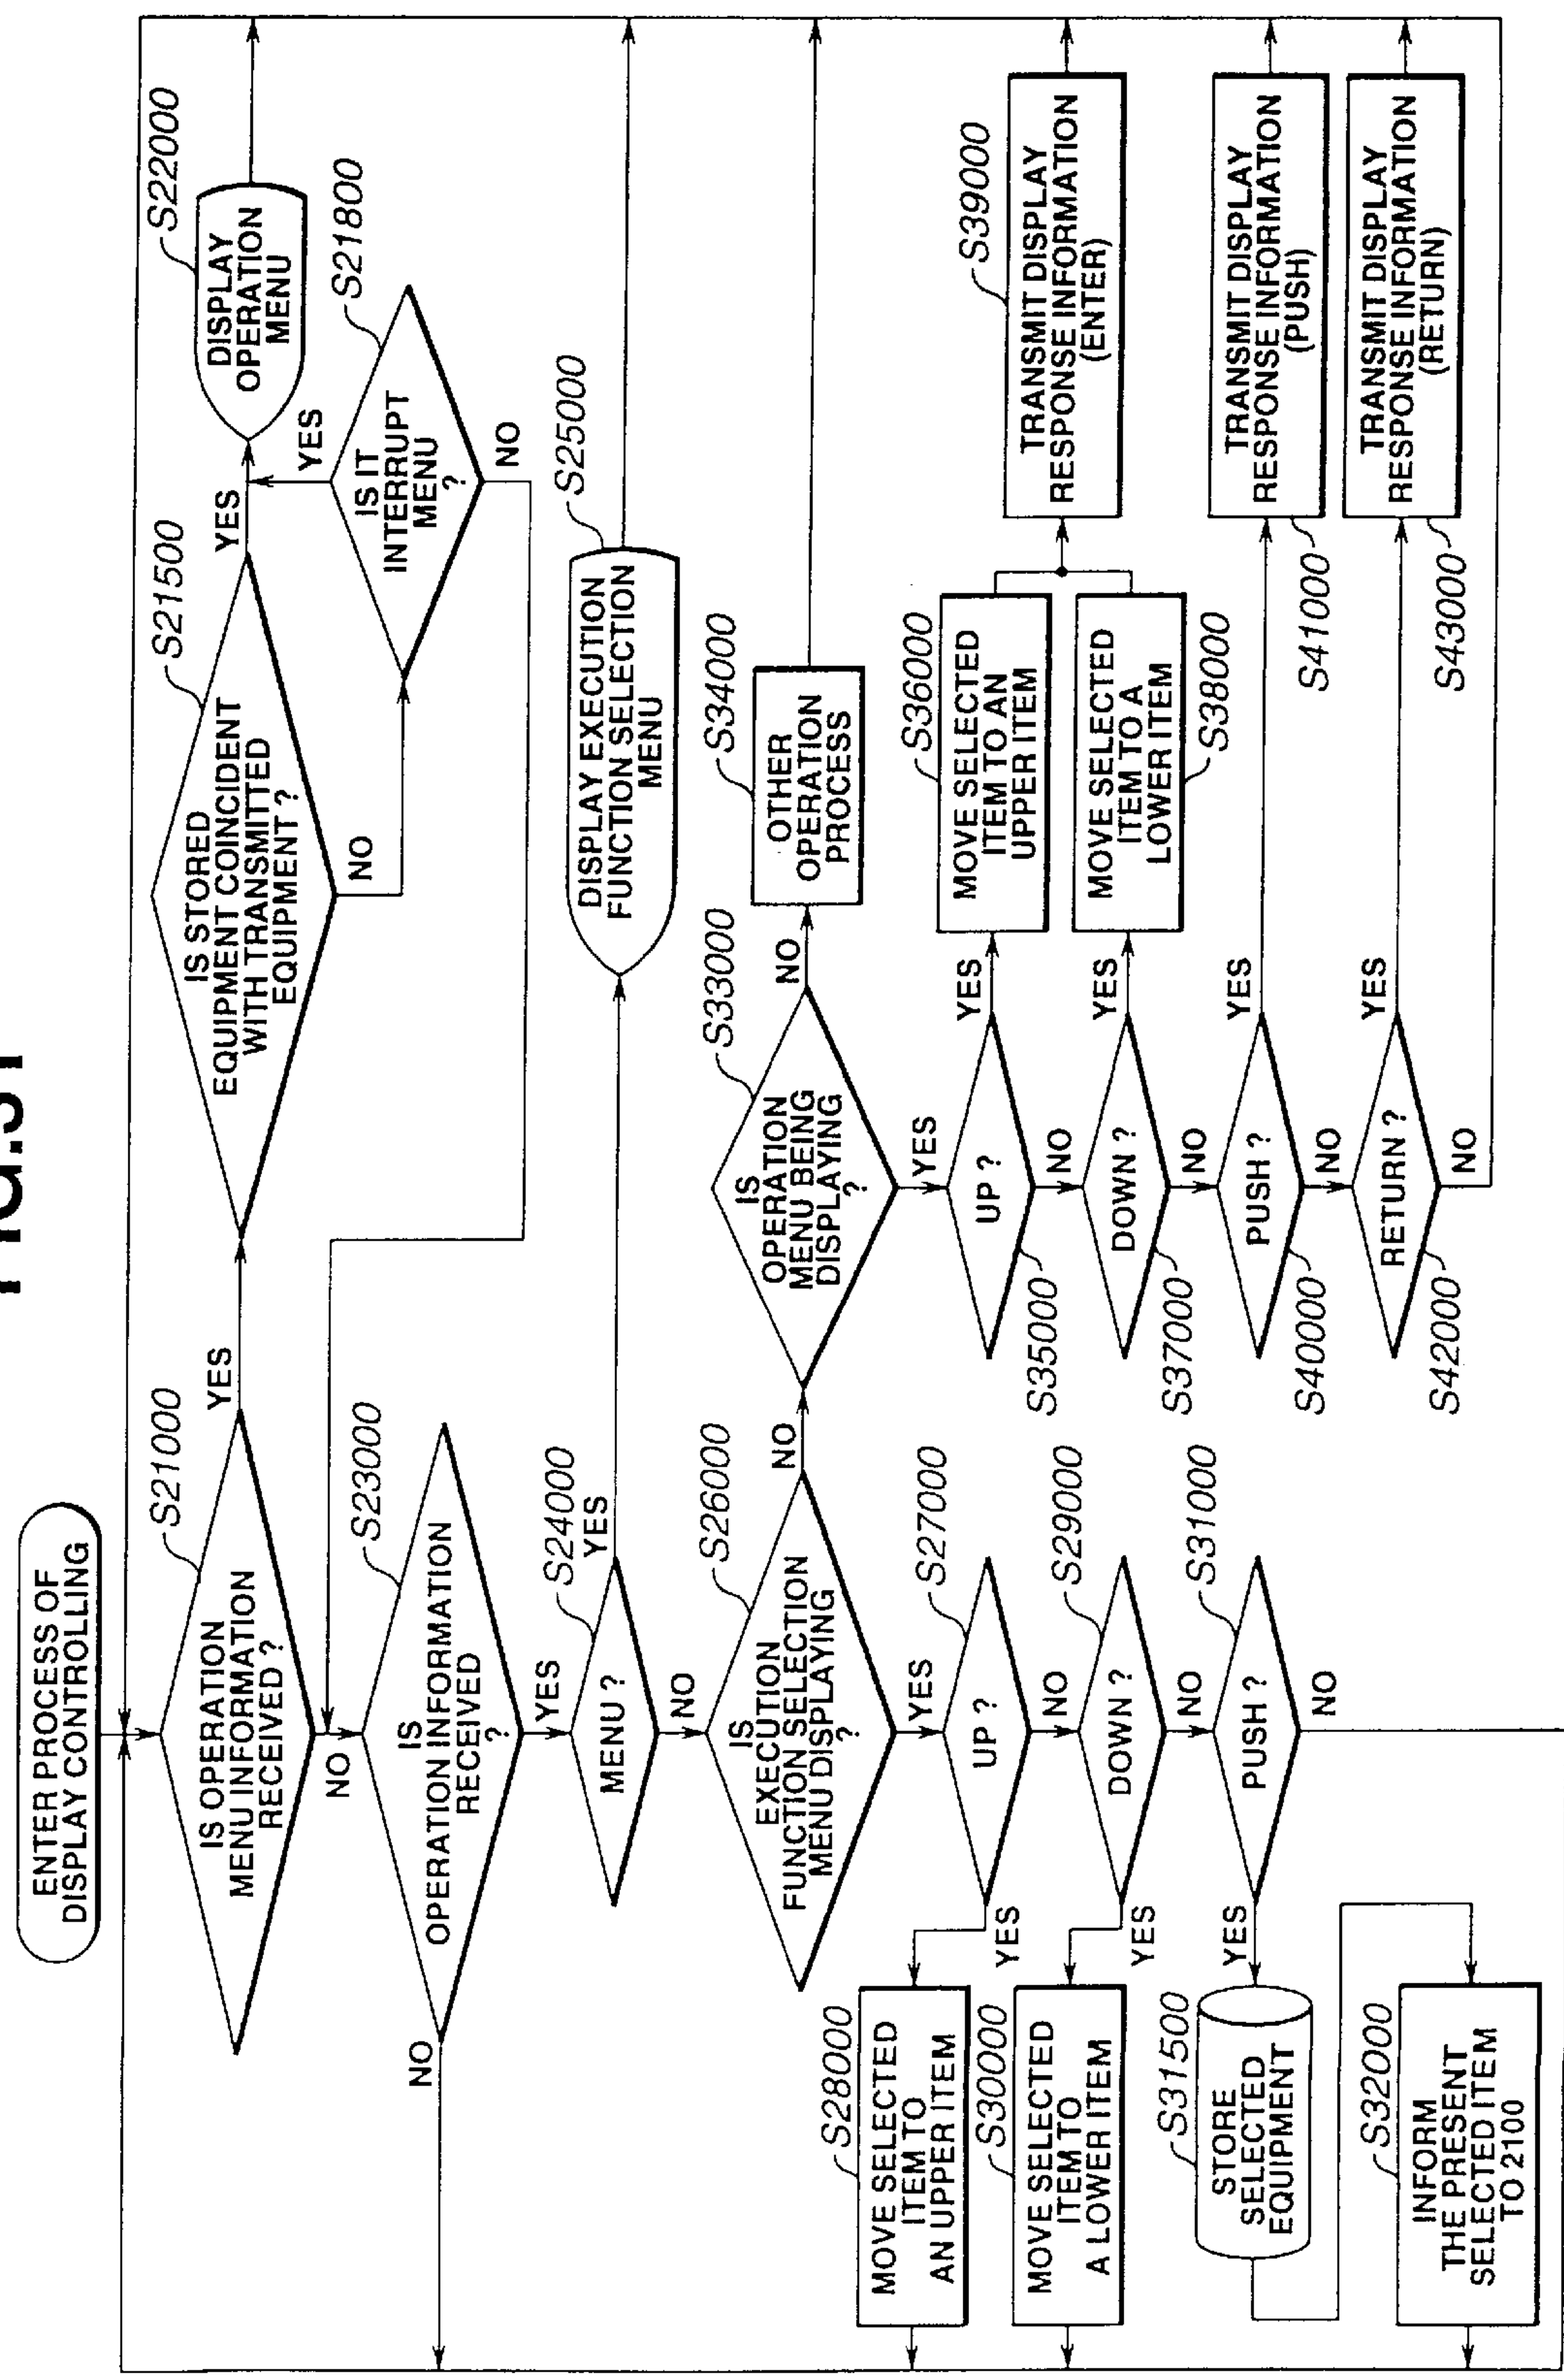 FIG.31
ENTER PROCESS OF
DISPLAY CONTROLLING
S21000
IS OPERATION
MENU INFORMATION
RECEIVED ?
YES
NO
S21500
IS STORED
EQUIPMENT COINCIDENT
WITH TRANSMITTED
EQUIPMENT ?
YES
NO
S22000
DISPLAY
OPERATION
MENU
S21800
IS IT
INTERRUPT
MENU
?
YES
NO
S23000
IS
OPERATION INFORMATION
RECEIVED
?
NO
YES
S24000
MENU ?
YES
NO
S25000
DISPLAY EXECUTION
FUNCTION SELECTION
MENU
S26000
IS
EXECUTION
FUNCTION SELECTION
MENU DISPLAYING
?
NO
YES
S33000
IS
OPERATION
MENU BEING
DISPLAYING
?
NO
YES
S34000
OTHER
OPERATION
PROCESS
S27000
UP ?
YES
NO
S28000
MOVE SELECTED
ITEM TO
AN UPPER ITEM
S29000
DOWN ?
YES
NO
S30000
MOVE SELECTED
ITEM TO
A LOWER ITEM
S31000
PUSH ?
YES
NO
S31500
STORE
SELECTED
EQUIPMENT
S32000
INFORM
THE PRESENT
SELECTED ITEM
TO 2100
UP ?
S35000
YES
NO
S36000
MOVE SELECTED
ITEM TO AN
UPPER ITEM
DOWN ?
S37000
YES
NO
MOVE SELECTED
ITEM TO A
LOWER ITEM
S38000
S39000
TRANSMIT DISPLAY
RESPONSE INFORMATION
(ENTER)
PUSH ?
S40000
YES
NO
TRANSMIT DISPLAY
RESPONSE INFORMATION
(PUSH)
S41000
RETURN ?
S42000
YES
NO
TRANSMIT DISPLAY
RESPONSE INFORMATION
(RETURN)
S43000